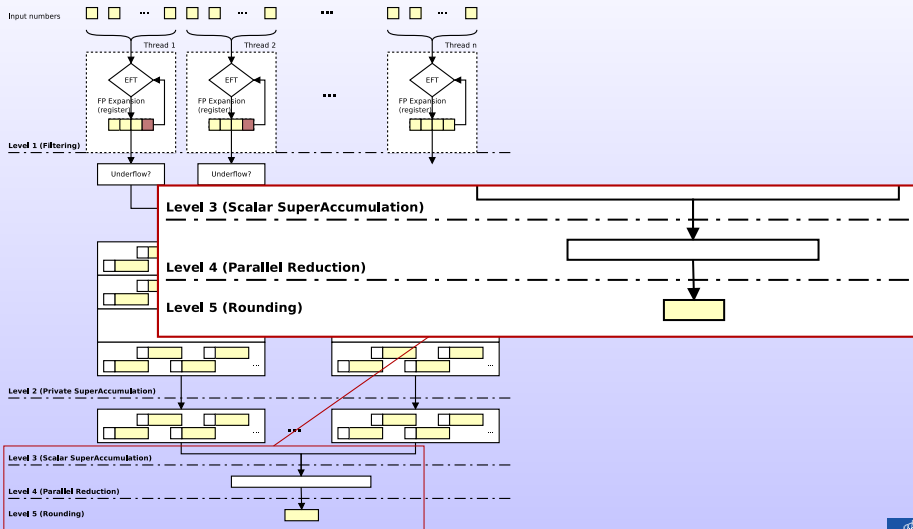 Input numbers
...
...
...
...
Thread 1
Thread 2
Thread n
EFT
EFT
EFT
...
FP Expansion
(register)
FP Expansion
(register)
FP Expansion
(register)
Level 1 (Filtering)
Underflow?
Underflow?
Level 3 (Scalar SuperAccumulation)
Level 4 (Parallel Reduction)
Level 5 (Rounding)
...
...
Level 2 (Private SuperAccumulation)
...
...
...
Level 3 (Scalar SuperAccumulation)
Level 4 (Parallel Reduction)
Level 5 (Rounding)